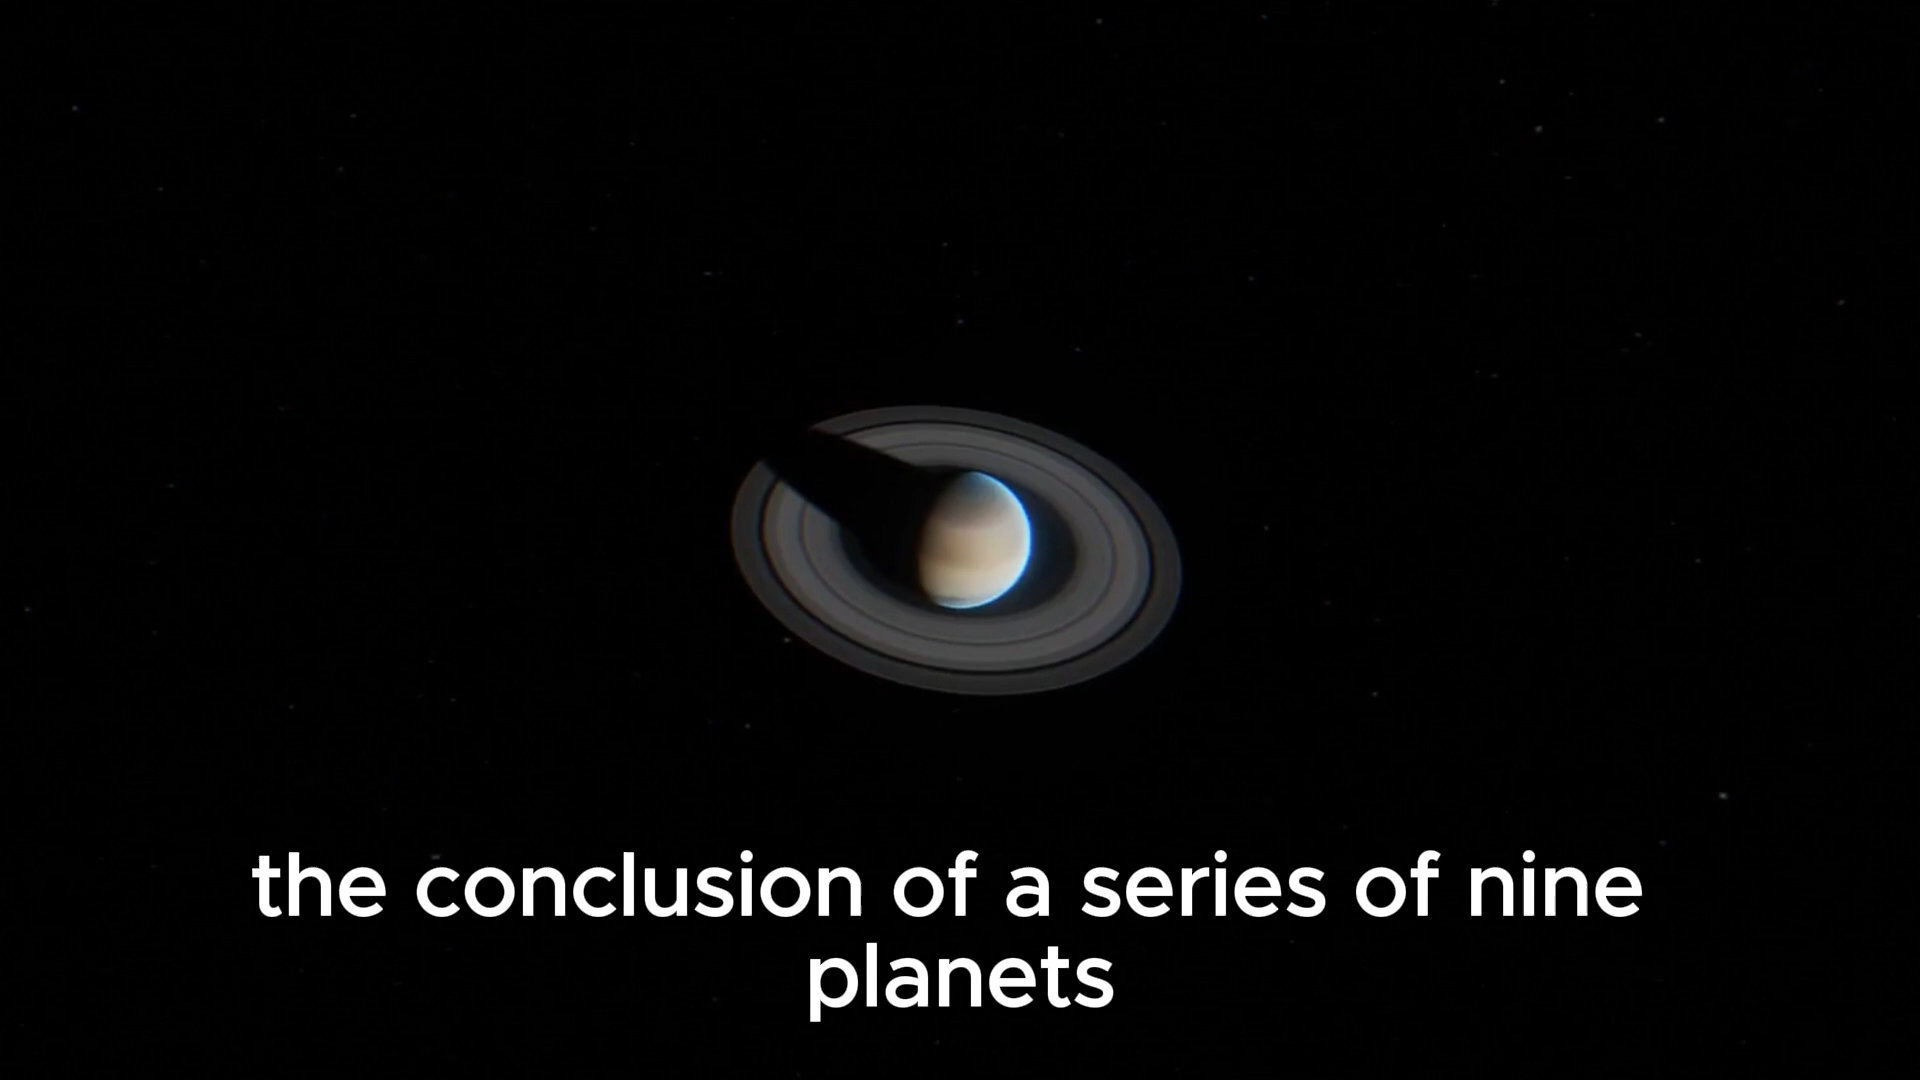 the conclusion of a series of nine
planets